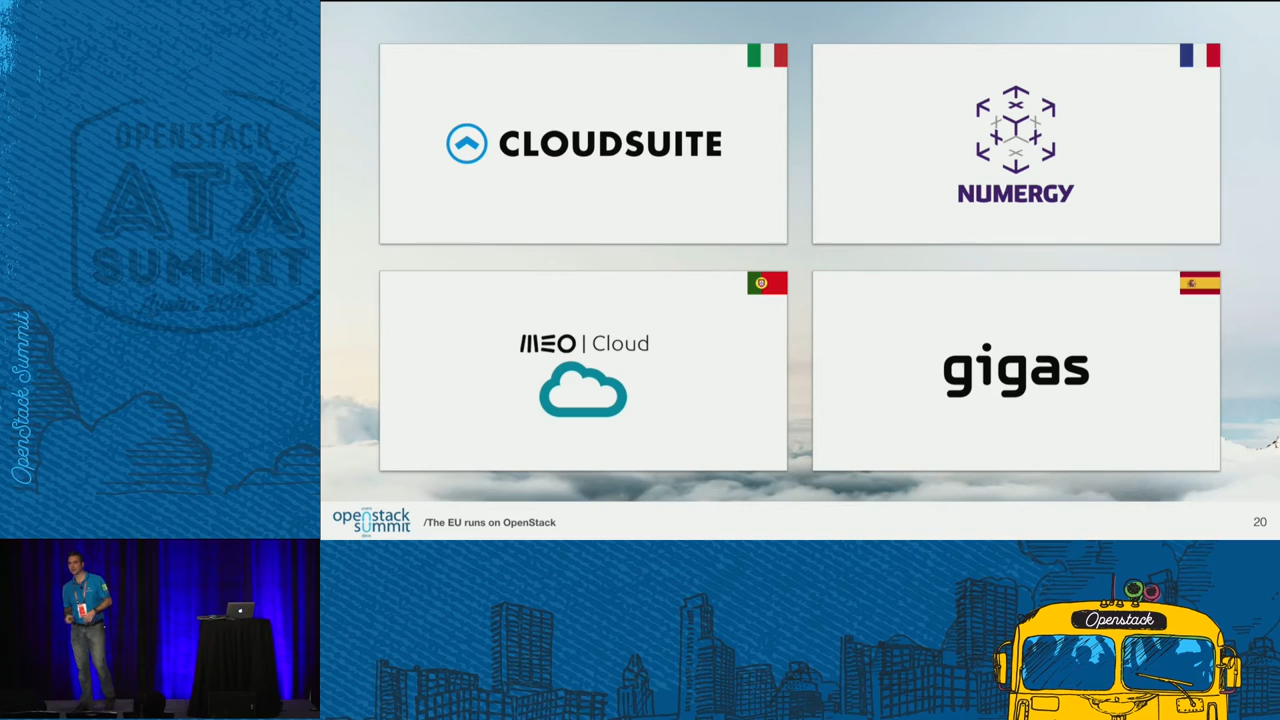 OPENSTACK
ATX
SUMMIT
Austin 2016
OpenStack Summit
CLOUDSUITE
NUMERGY
MEO | Cloud
gigas
openstack
summit
/The EU runs on OpenStack
20
Openstack